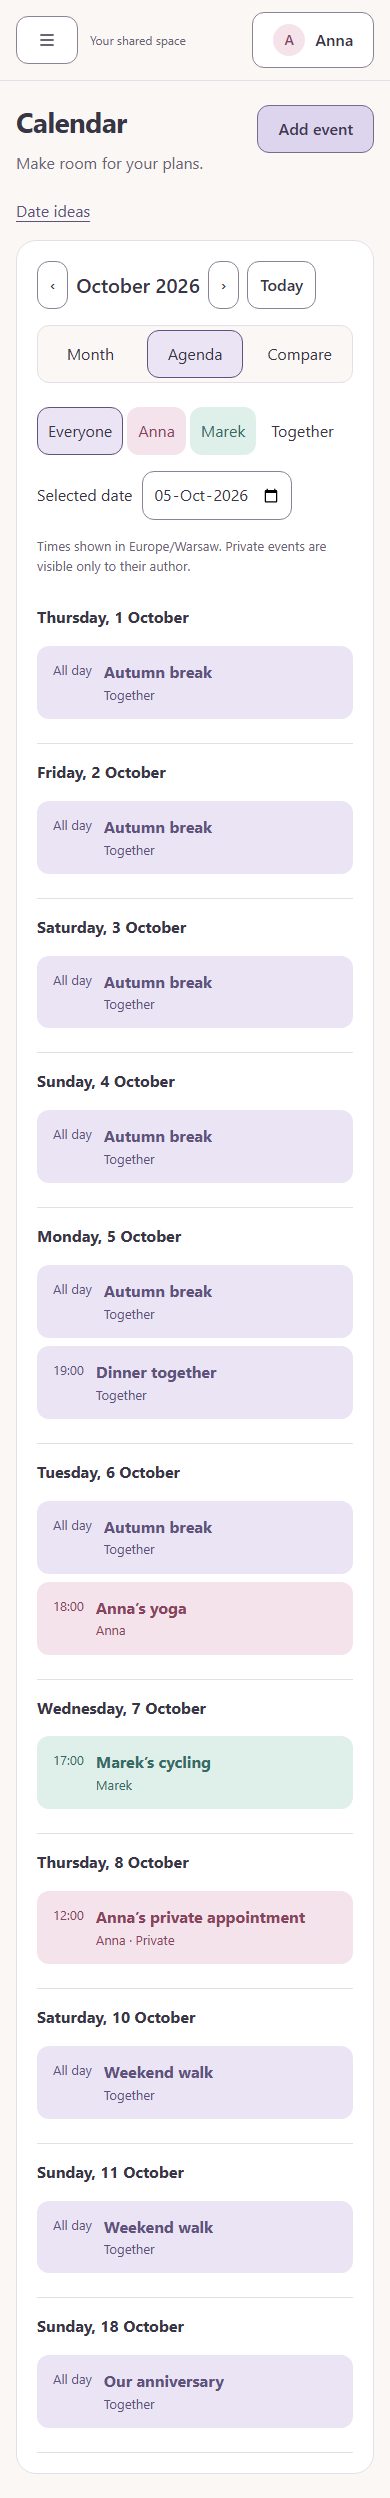 Your shared space
A Anna
Calendar
Add event
Make room for your plans.
Date ideas
‹ October 2026 › Today
Month Agenda Compare
Everyone Anna Marek Together
Selected date 05-Oct-2026
Times shown in Europe/Warsaw. Private events are
visible only to their author.
Thursday, 1 October
All day Autumn break
Together
Friday, 2 October
All day Autumn break
Together
Saturday, 3 October
All day Autumn break
Together
Sunday, 4 October
All day Autumn break
Together
Monday, 5 October
All day Autumn break
Together
19:00 Dinner together
Together
Tuesday, 6 October
All day Autumn break
Together
18:00 Anna's yoga
Anna
Wednesday, 7 October
17:00 Marek's cycling
Marek
Thursday, 8 October
12:00 Anna's private appointment
Anna · Private
Saturday, 10 October
All day Weekend walk
Together
Sunday, 11 October
All day Weekend walk
Together
Sunday, 18 October
All day Our anniversary
Together